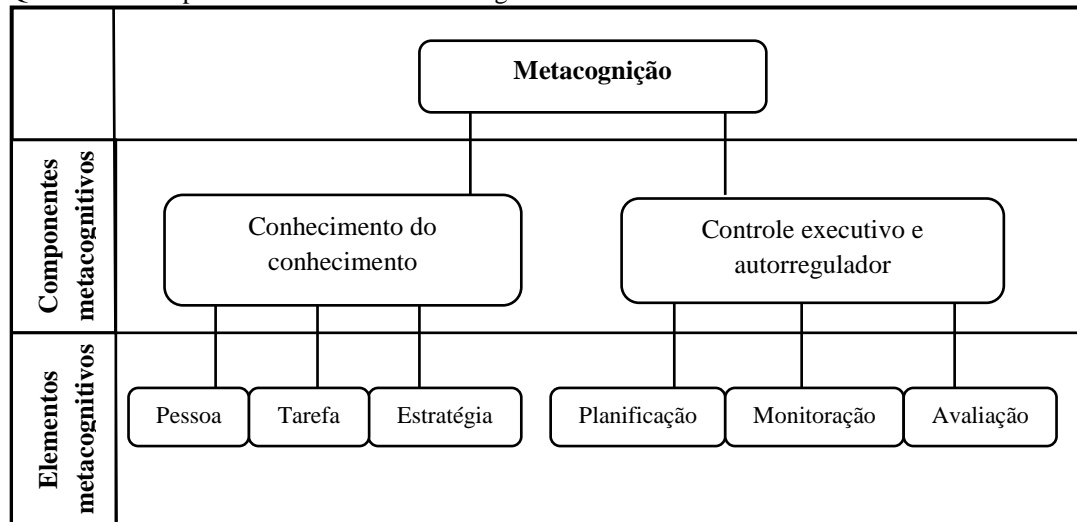 Metacognição
Componentes
metacognitivos
Conhecimento do
conhecimento
Controle executivo e
autorregulador
Elementos
metacognitivos
Pessoa
Tarefa
Estratégia
Planificação
Monitoração
Avaliação